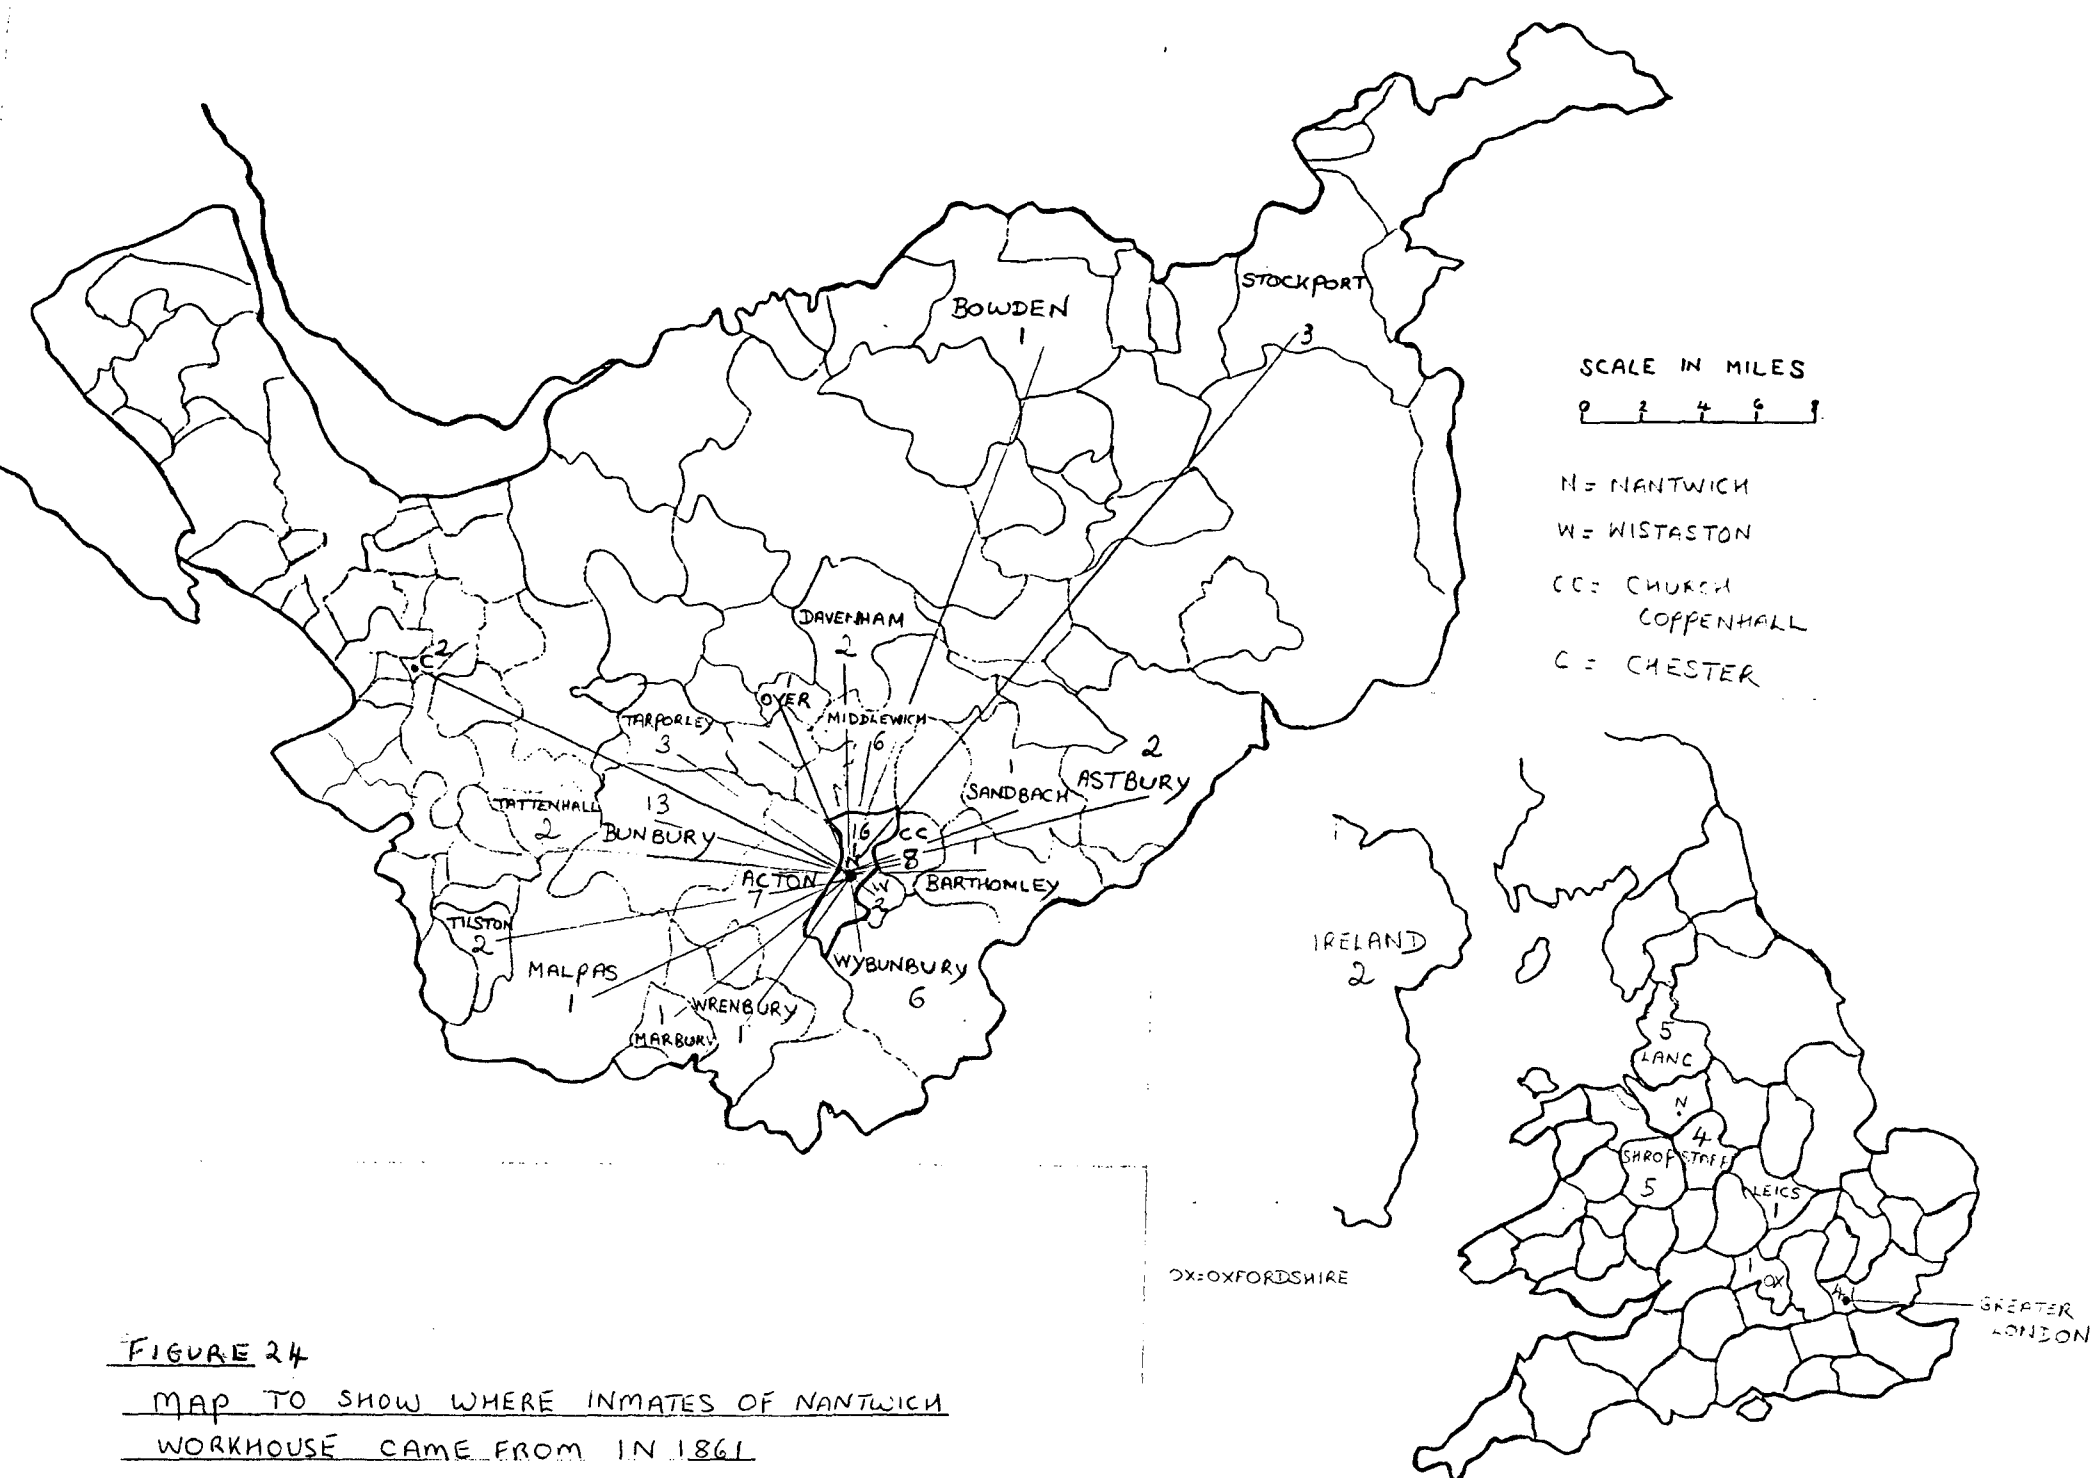 STOCKPORT
3
BOWDEN
1
SCALE IN MILES
0 2 4 6 8
N = NANTWICH
W = WISTASTON
CC = CHURCH
COPPENHALL
C = CHESTER
DAVENHAM
2
C 2
1
OVER
TARPORLEY
3
MIDDLEWICH
6
1
SANDBACH
2
ASTBURY
TATTENHALL
2
13
BUNBURY
1
16
N
CC
8
1
BARTHOMLEY
ACTON
7
W
2
TILSTON
2
MALPAS
1
WYBUNBURY
6
1
MARBURY
WRENBURY
1
IRELAND
2
5
LANC
N
4
STAFF
SHROP
5
LEICS
1
1
OX
4
GREATER
LONDON
OX=OXFORDSHIRE
FIGURE 24
MAP TO SHOW WHERE INMATES OF NANTWICH
WORKHOUSE CAME FROM IN 1861